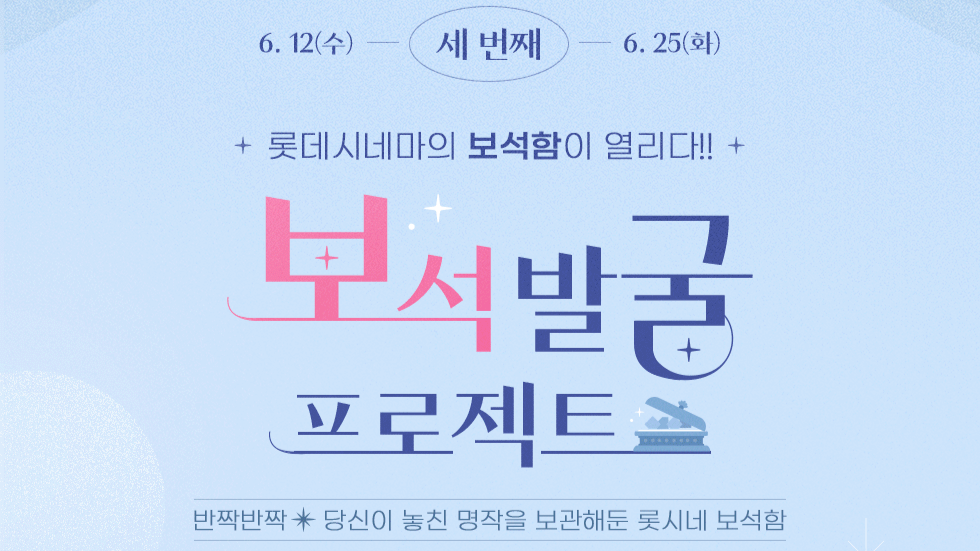 6. 12(수) 세 번째 6. 25(화)
롯데시네마의 보석함이 열리다!!
보석발굴
프로젝트
반짝반짝 당신이 놓친 명작을 보관해둔 롯시네 보석함